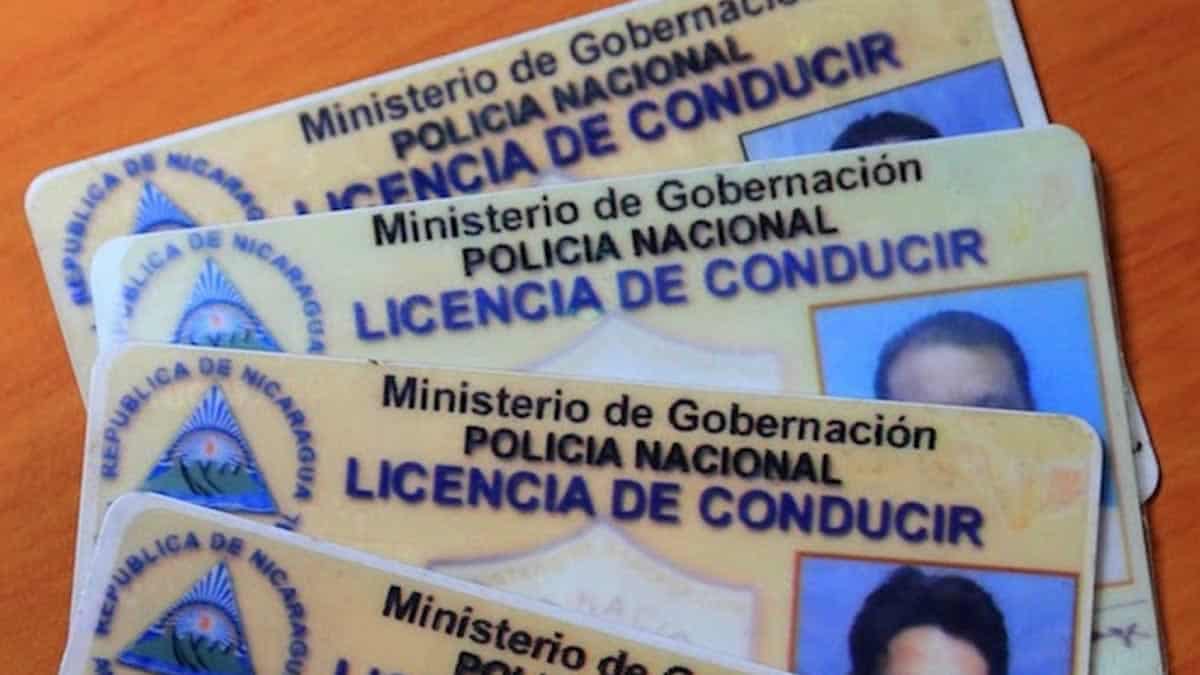 Ministerio de Gobernació
POLICIA NACIONAL
LICENCIA DE CONDUCIR
REPUBLICA DE NICARAGUA
Ministerio de Gobernación
POLICIA NACIONAL
LICENCIA DE CONDUCIR
REPUBLICA DE NICARAGUA
Ministerio de Gobernación
POLICIA NACIONAL
LICENCIA DE CONDUCIR
REPUBLICA DE NICARAGUA
Ministerio de
REPUBLICA DE NICARAGUA